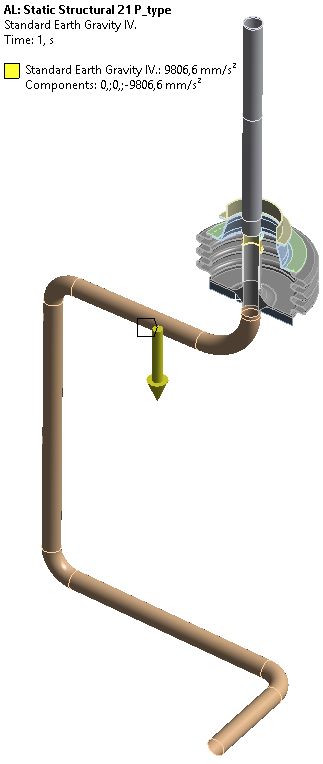 AL: Static Structural 21 P_type
Standard Earth Gravity IV.
Time: 1, s
Standard Earth Gravity IV.: 9806,6 mm/s²
Components: 0,;0,;-9806,6 mm/s²